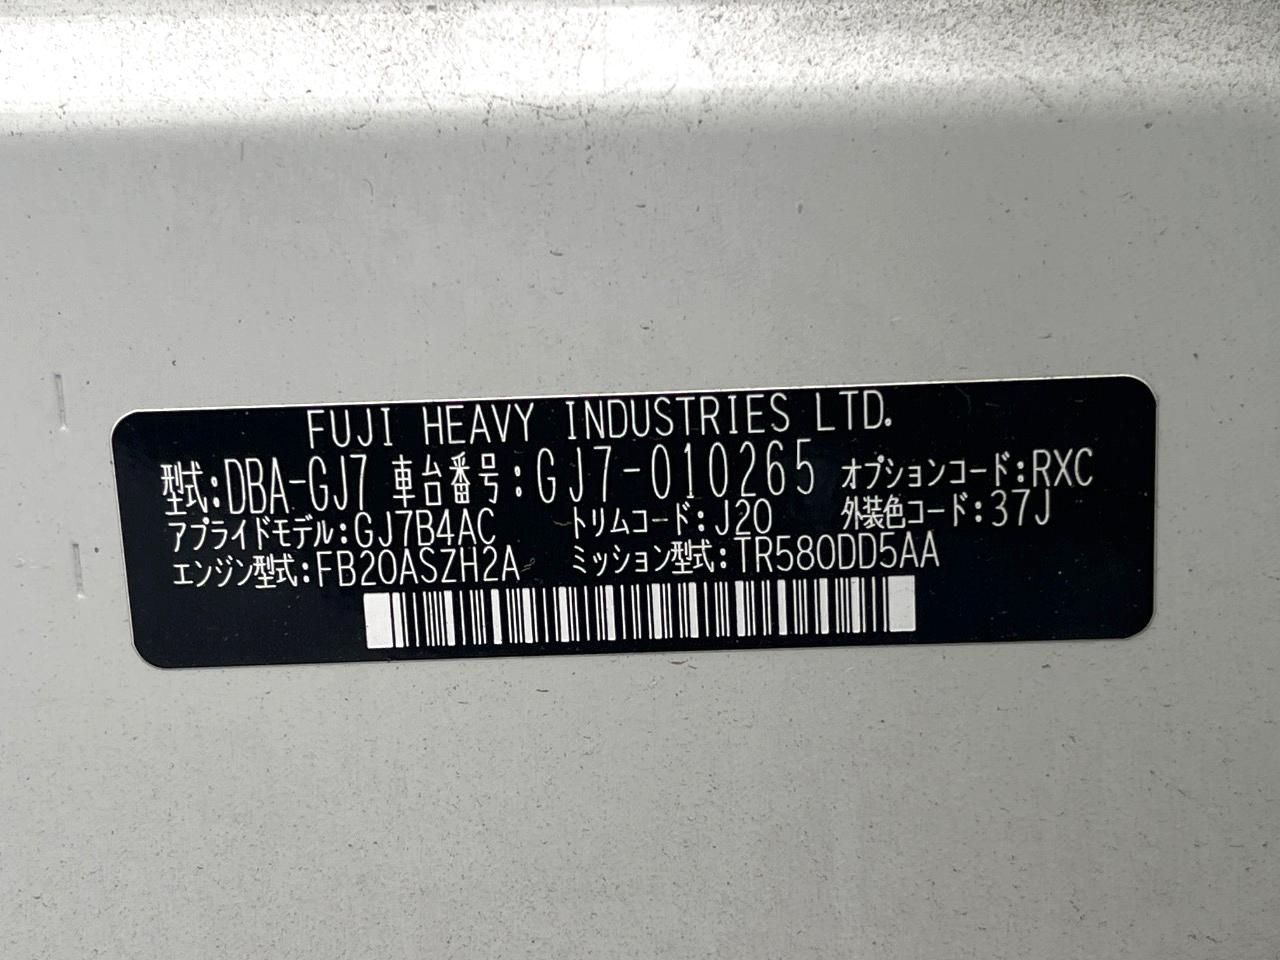 FUJI HEAVY INDUSTRIES LTD.
型式:DBA-GJ7 車台番号:GJ7-010265 オプションコード:RXC
アプライドモデル:GJ7B4AC トリムコード:J20 外装色コード:37J
エンジン型式:FB20ASZH2A ミッション型式:TR580DD5AA